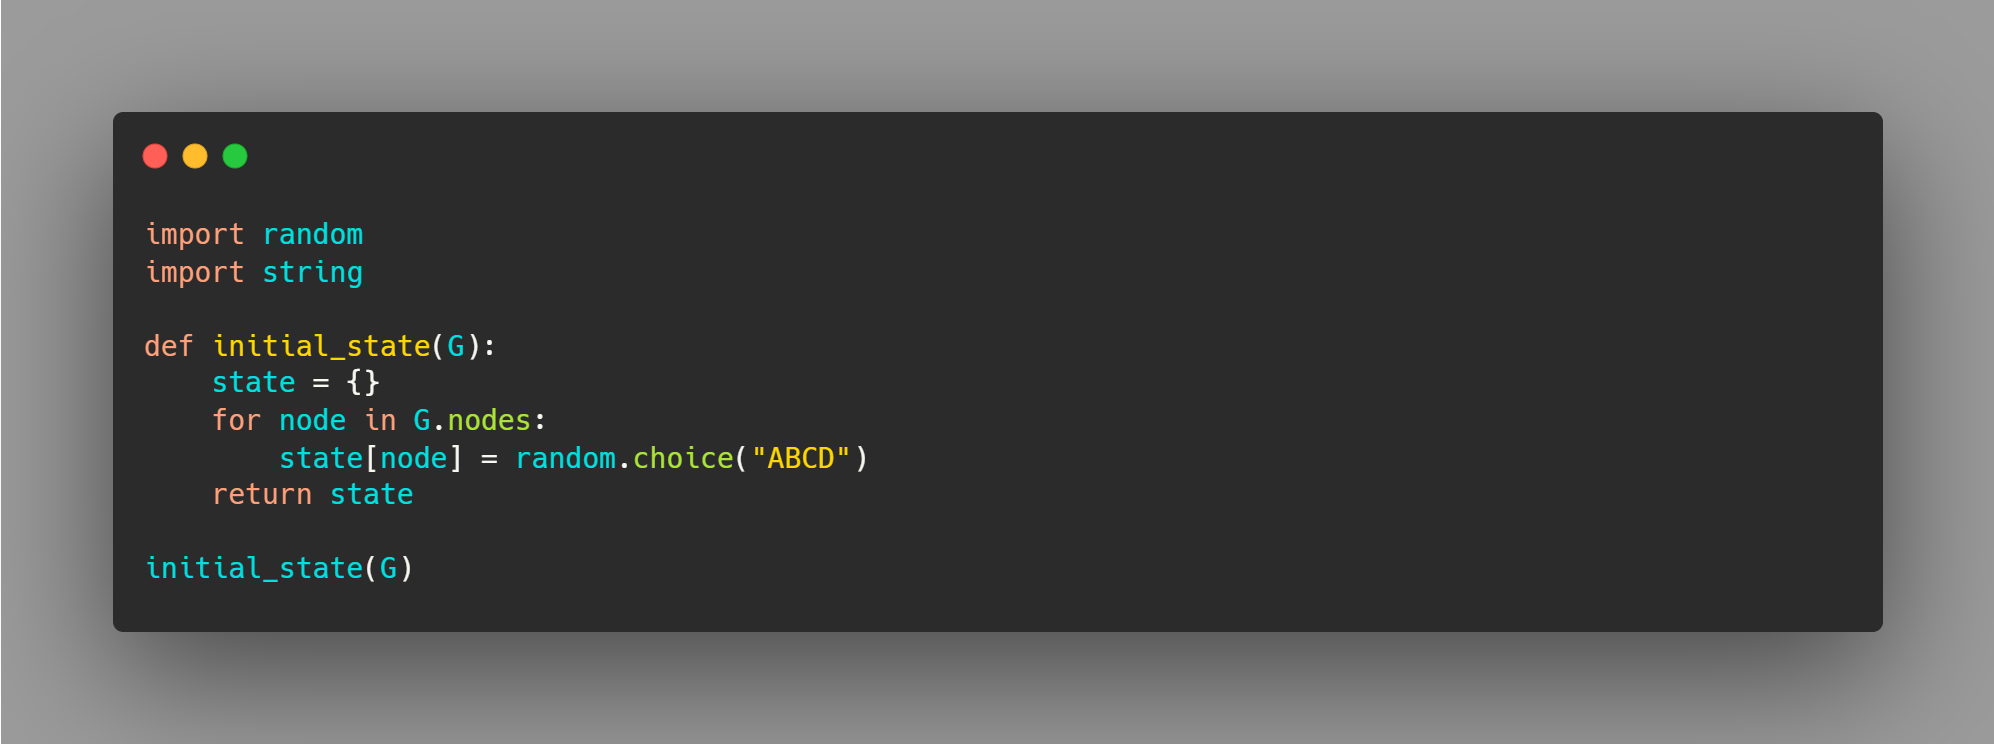 import random
import string

def initial_state(G):
    state = {}
    for node in G.nodes:
        state[node] = random.choice("ABCD")
    return state

initial_state(G)